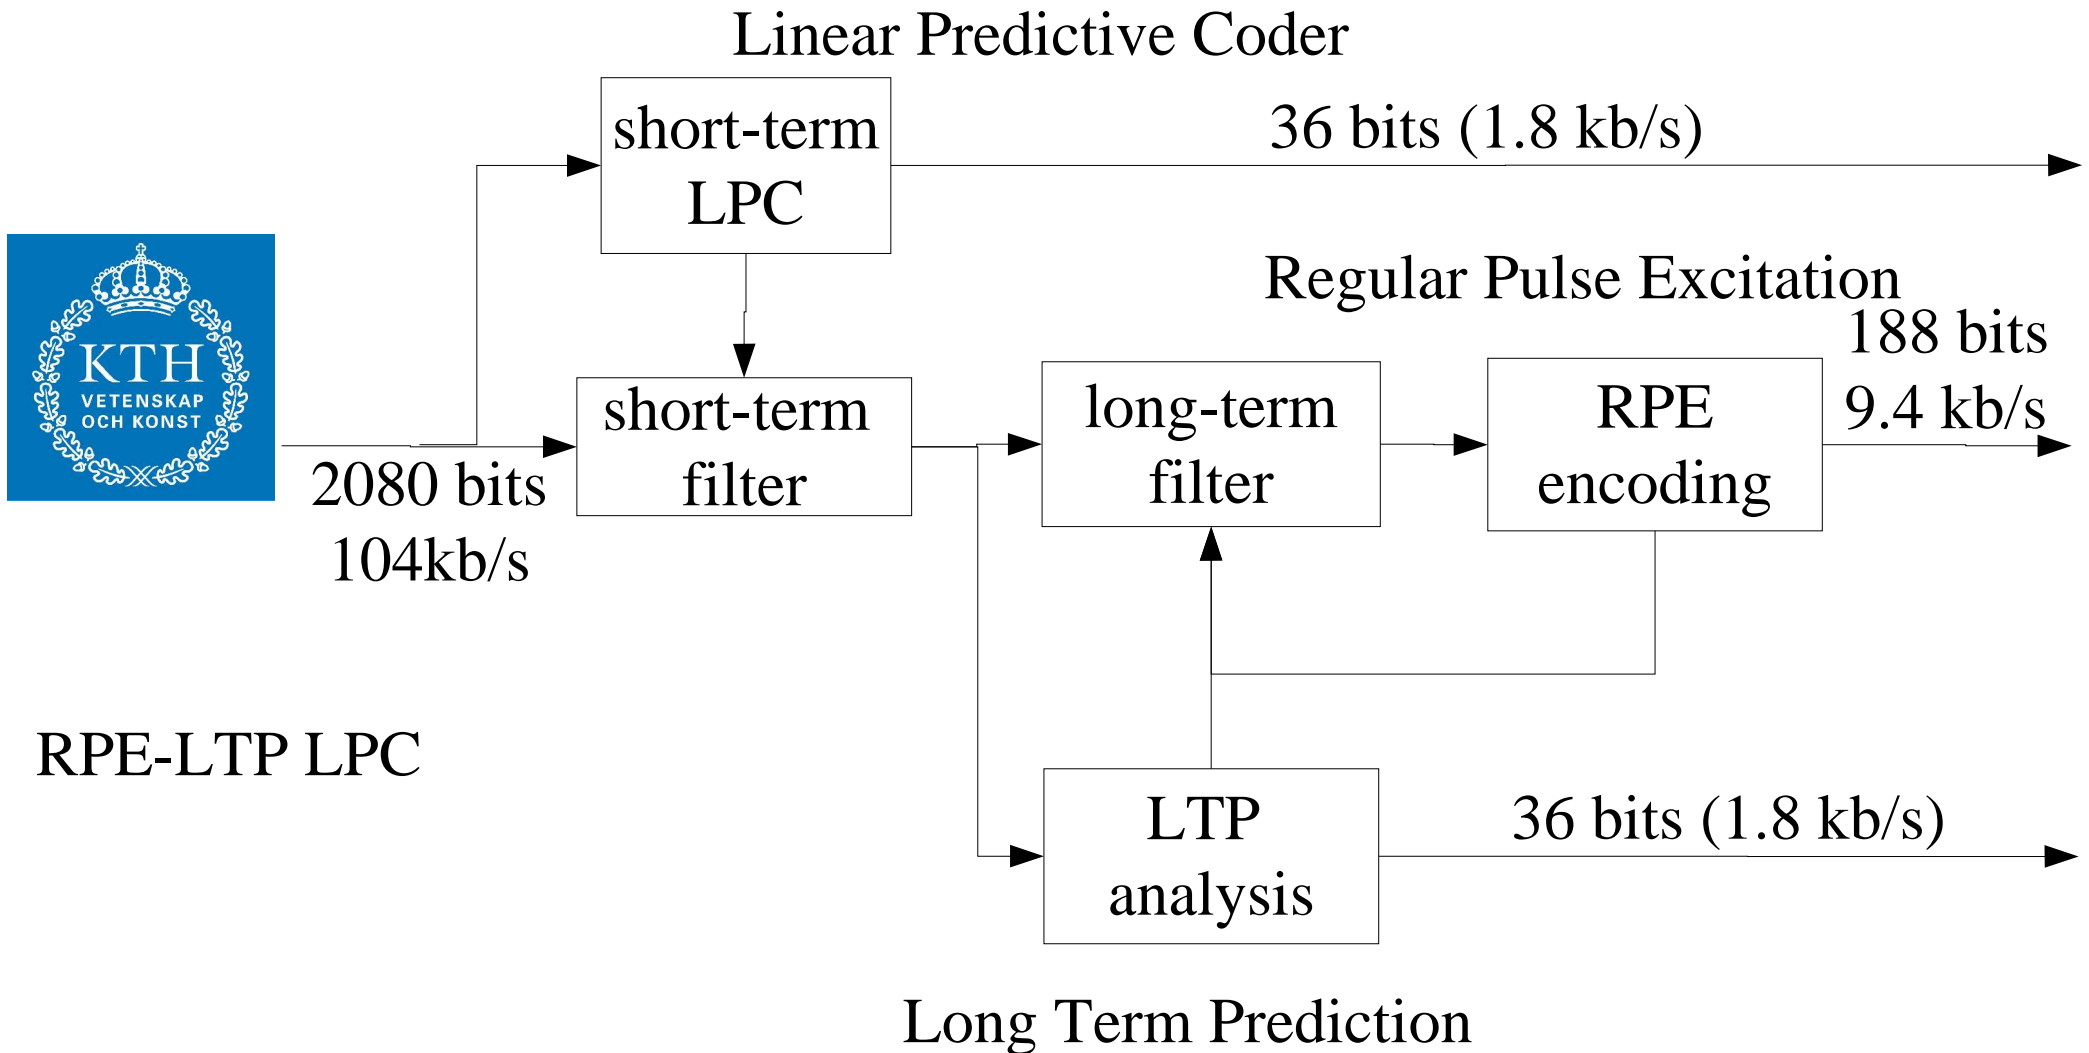 Linear Predictive Coder
short-term
LPC
36 bits (1.8 kb/s)
Regular Pulse Excitation
188 bits
9.4 kb/s
KTH
VETENSKAP
OCH KONST
2080 bits
104kb/s
short-term
filter
long-term
filter
RPE
encoding
RPE-LTP LPC
LTP
analysis
36 bits (1.8 kb/s)
Long Term Prediction